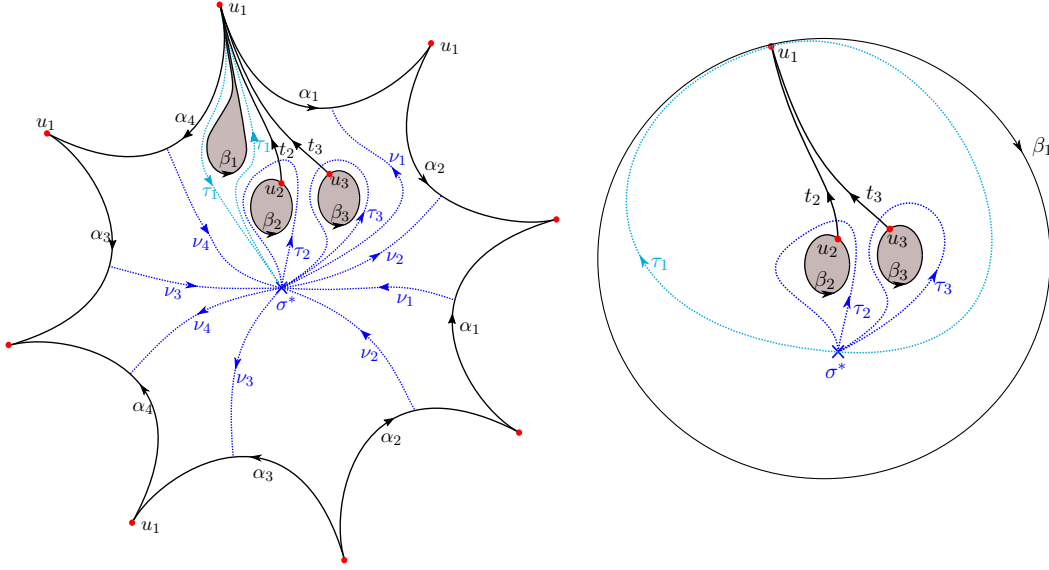 u₁
u₁
α₁
α₄
u₁
β₁
τ₁
t₂
t₃
ν₁
α₂
τ₁
u₂
u₃
β₂
β₃
τ₃
α₃
ν₄
τ₂
ν₂
ν₃
σ*
ν₁
α₁
ν₄
ν₂
ν₃
α₄
α₂
α₃
u₁
u₁
β₁
t₂
t₃
u₂
u₃
τ₁
β₂
β₃
τ₃
τ₂
σ*